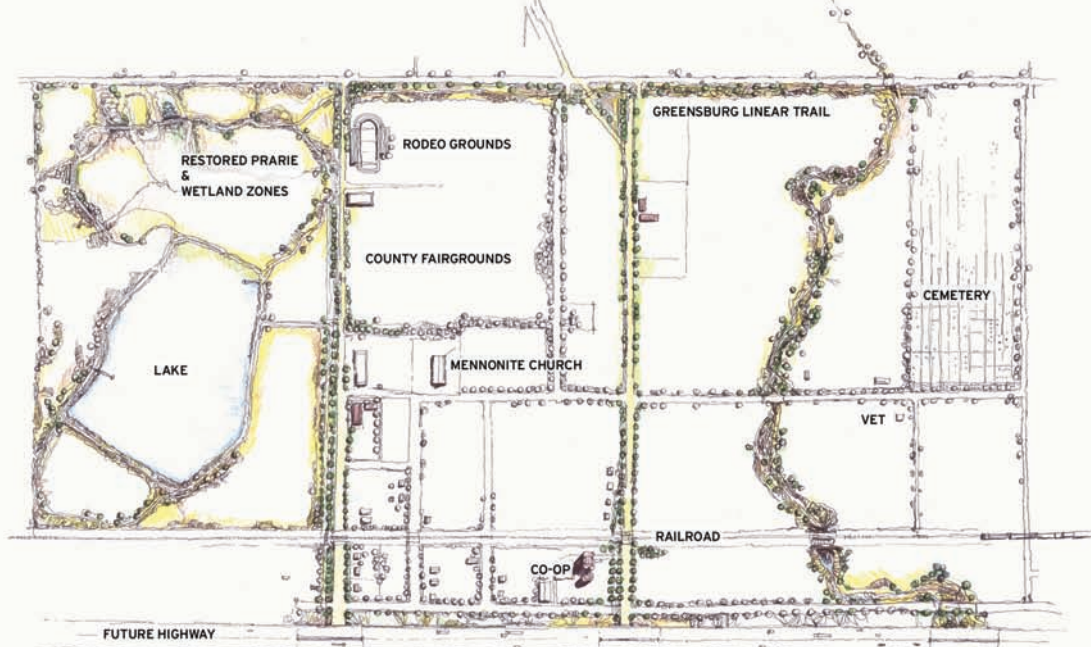 GREENSBURG LINEAR TRAIL
RODEO GROUNDS
RESTORED PRARIE
&
WETLAND ZONES
COUNTY FAIRGROUNDS
CEMETERY
LAKE
MENNONITE CHURCH
VET
RAILROAD
CO-OP
FUTURE HIGHWAY